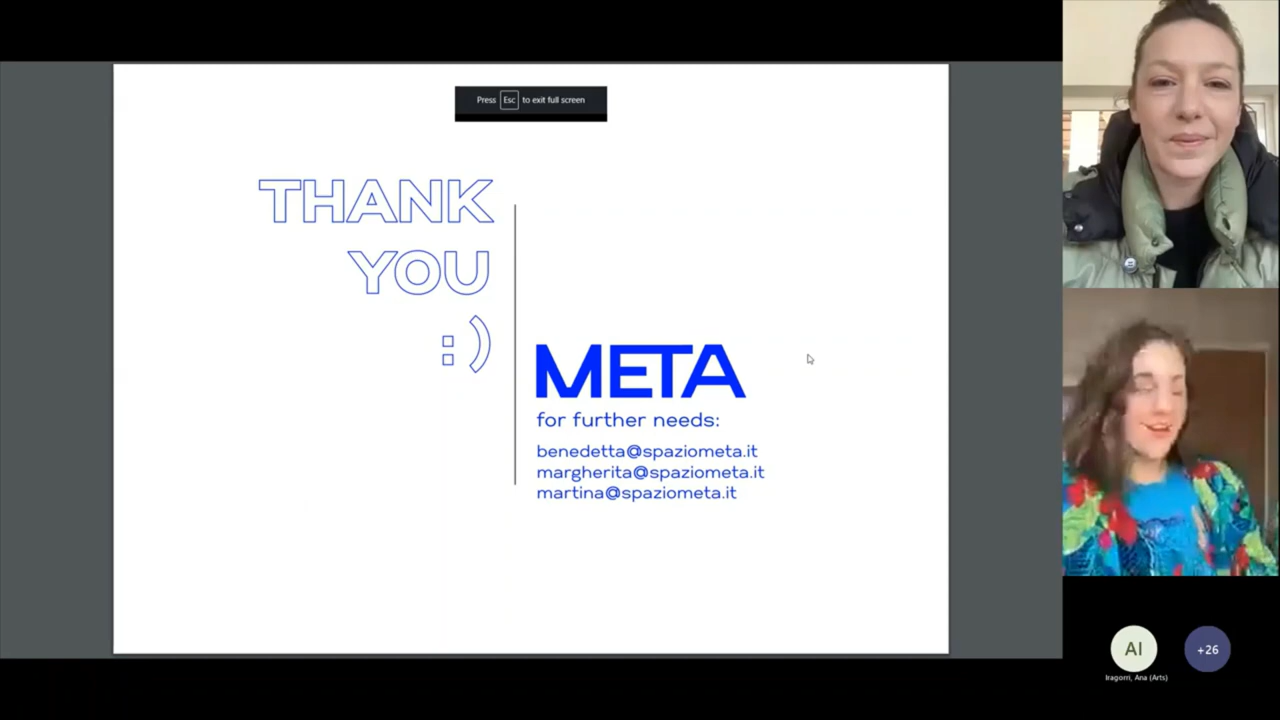 Press Esc to exit full screen
THANK
YOU
:)
META
for further needs:
benedetta@spaziometa.it
margherita@spaziometa.it
martina@spaziometa.it
AI
+26
Iragorri, Ana (Arts)